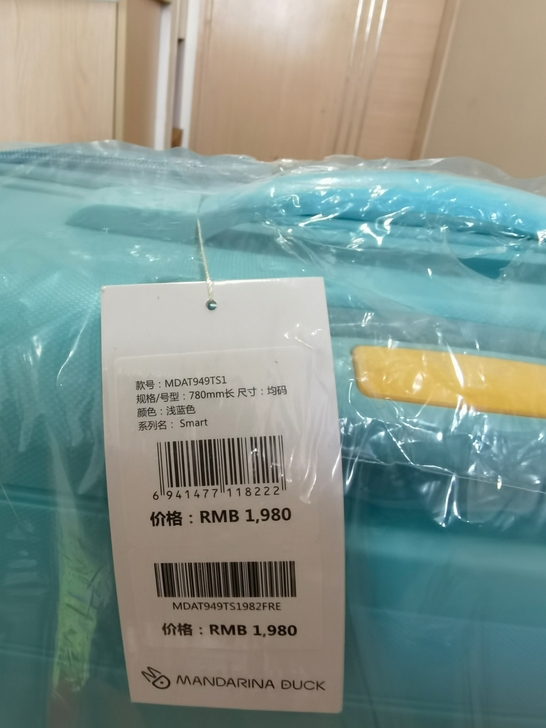 款号：MDAT949TS1
规格/号型：780mm长 尺寸：均码
颜色：浅蓝色
系列名： Smart
6 941477 118222
价格：RMB 1,980
MDAT949TS1982FRE
价格：RMB 1,980
MANDARINA DUCK